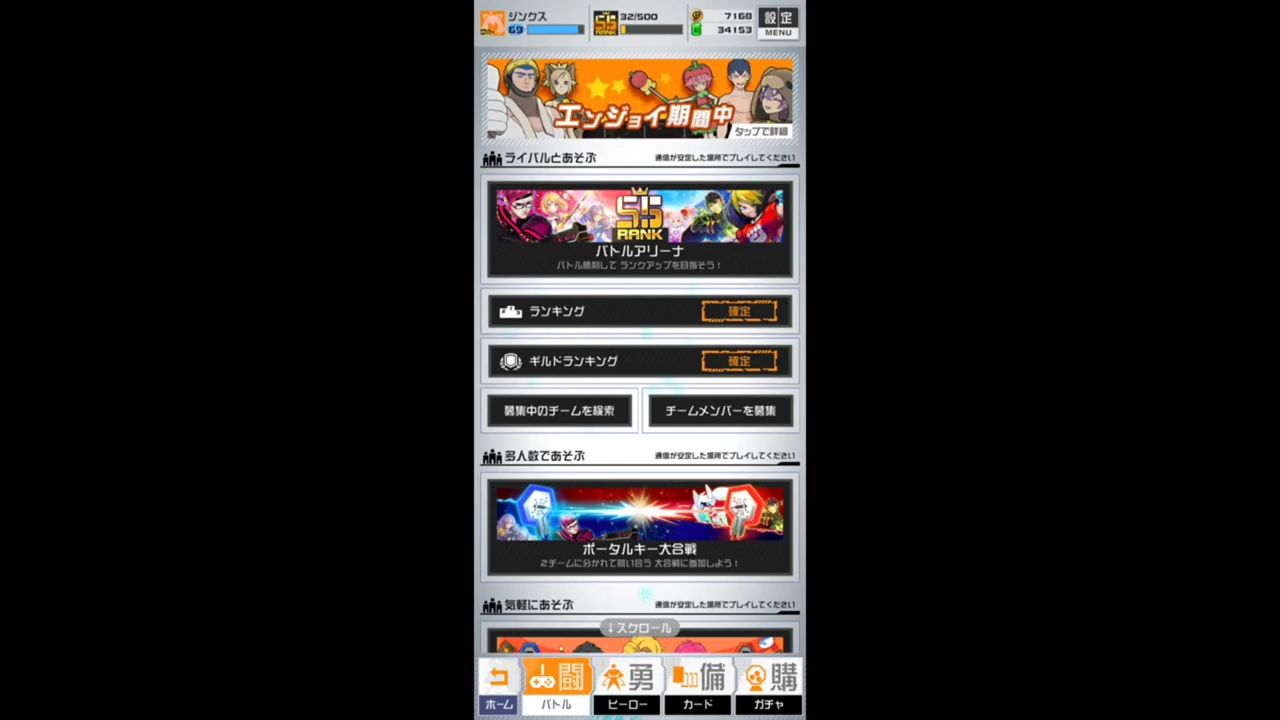 ジンクス
69
S5
RANK
32/500
7168
34153
設定
MENU
エンジョイ期間中
タップで詳細
ライバルとあそぶ
通信が安定した場所でプレイしてください
S5
RANK
バトルアリーナ
バトル勝利して ランクアップを目指そう!
ランキング
確定
ギルドランキング
確定
募集中のチームを検索
チームメンバーを募集
多人数であそぶ
通信が安定した場所でプレイしてください
ポータルキー大合戦
2チームに分かれて競い合う 大合戦に参加しよう!
気軽にあそぶ
通信が安定した場所でプレイしてください
↓スクロール
闘
勇
備
購
ホーム
バトル
ヒーロー
カード
ガチャ